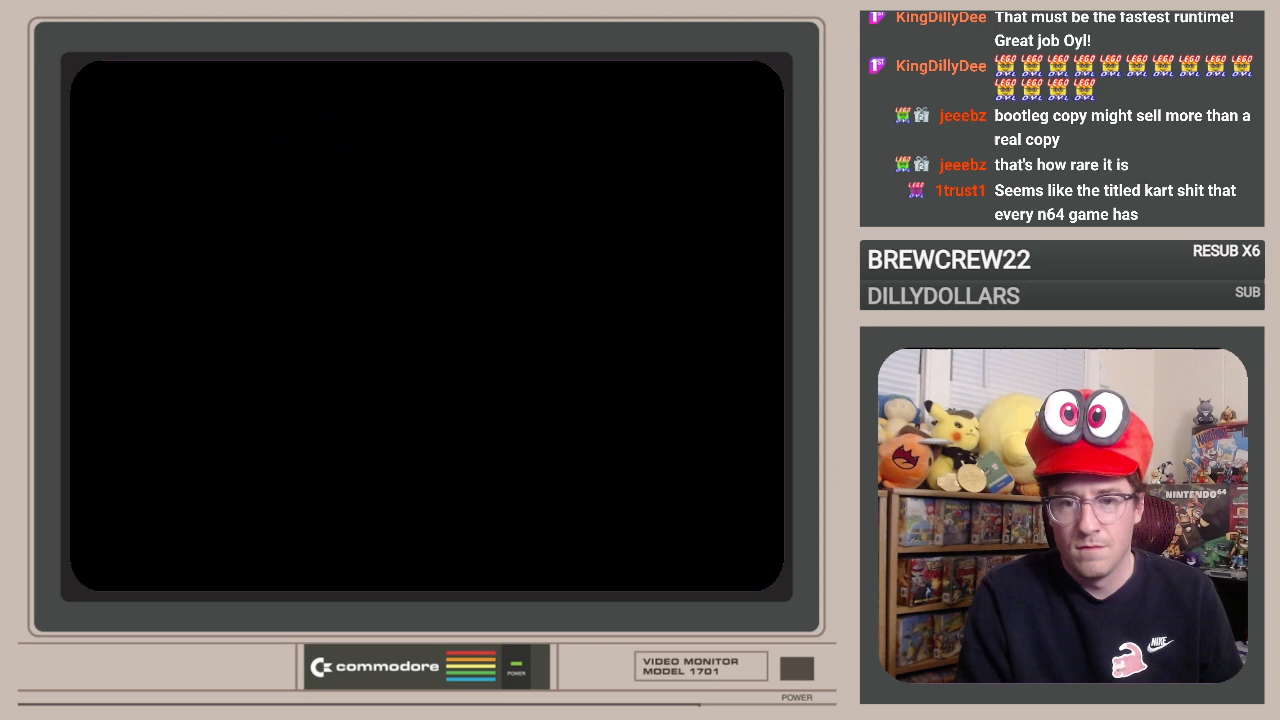 KingDillyDee That must be the fastest runtime!
Great job Oyl!
KingDillyDee
jeeebz bootleg copy might sell more than a
real copy
jeeebz that's how rare it is
1trust1 Seems like the titled kart shit that
every n64 game has
BREWCREW22 RESUB X6
DILLYDOLLARS SUB
NINTENDO64
NIKE
commodore
POWER
VIDEO MONITOR
MODEL 1701
POWER